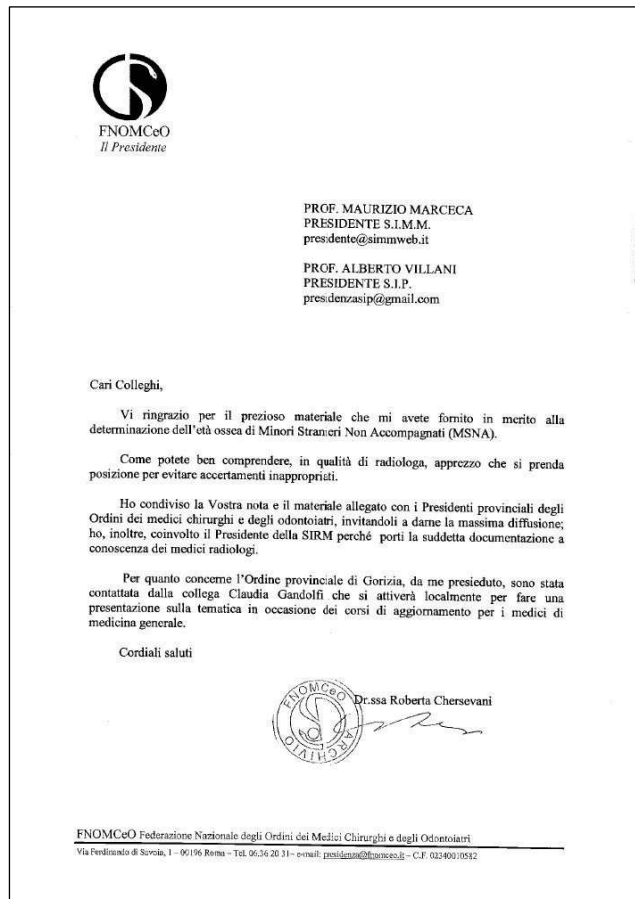 FNOMCeO
Il Presidente
PROF. MAURIZIO MARCECA
PRESIDENTE S.I.M.M.
presidente@simmweb.it
PROF. ALBERTO VILLANI
PRESIDENTE S.I.P.
presidenzasip@gmail.com
Cari Colleghi,
Vi ringrazio per il prezioso materiale che mi avete fornito in merito alla
determinazione dell'età ossea di Minori Stranieri Non Accompagnati (MSNA).
Come potete ben comprendere, in qualità di radiologa, apprezzo che si prenda
posizione per evitare accertamenti inappropriati.
Ho condiviso la Vostra nota e il materiale allegato con i Presidenti provinciali degli
Ordini dei medici chirurghi e degli odontoiatri, invitandoli a darne la massima diffusione;
ho, inoltre, coinvolto il Presidente della SIRM perché porti la suddetta documentazione a
conoscenza dei medici radiologi.
Per quanto concerne l'Ordine provinciale di Gorizia, da me presieduto, sono stata
contattata dalla collega Claudia Gandolfi che si attiverà localmente per fare una
presentazione sulla tematica in occasione dei corsi di aggiornamento per i medici di
medicina generale.
Cordiali saluti
Dr.ssa Roberta Chersevani
FNOMCeO
ARCHIVIO
FNOMCeO Federazione Nazionale degli Ordini dei Medici Chirurghi e degli Odontoiatri
Via Ferdinando di Savoia, 1 – 00196 Roma – Tel. 06.36 20 31– e-mail: presidenza@fnomceo.it – C.F. 02340010582